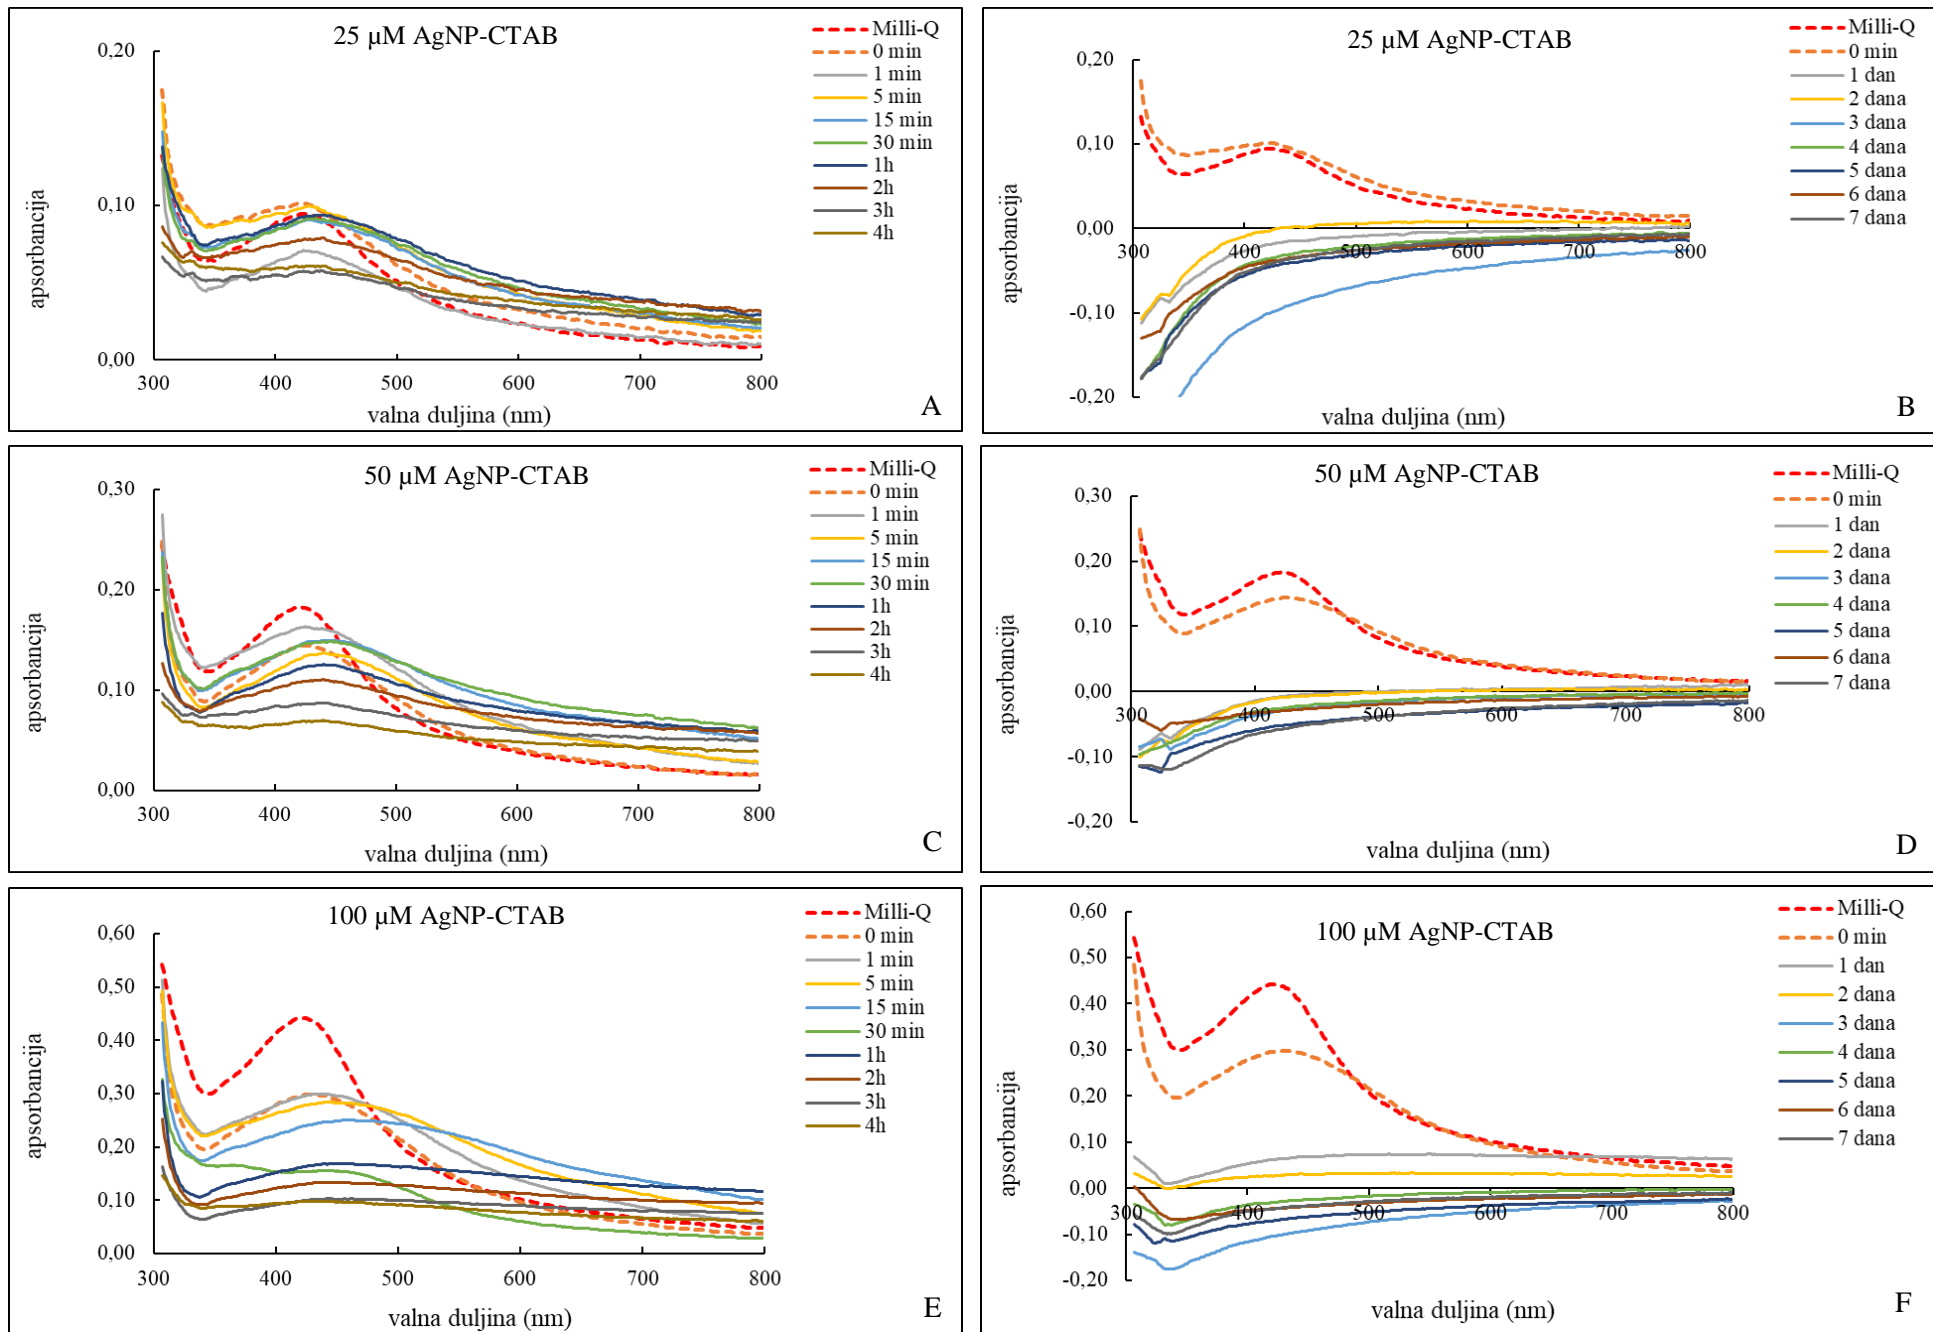 25 µM AgNP-CTAB
apsorbancija
0,20
0,10
0,00
300 400 500 600 700 800
valna duljina (nm)
Milli-Q
0 min
1 min
5 min
15 min
30 min
1h
2h
3h
4h
A
25 µM AgNP-CTAB
apsorbancija
0,20
0,10
0,00
-0,10
-0,20
300 400 500 600 700 800
valna duljina (nm)
Milli-Q
0 min
1 dan
2 dana
3 dana
4 dana
5 dana
6 dana
7 dana
B
50 µM AgNP-CTAB
apsorbancija
0,30
0,20
0,10
0,00
300 400 500 600 700 800
valna duljina (nm)
Milli-Q
0 min
1 min
5 min
15 min
30 min
1h
2h
3h
4h
C
50 µM AgNP-CTAB
apsorbancija
0,30
0,20
0,10
0,00
-0,10
-0,20
300 400 500 600 700 800
valna duljina (nm)
Milli-Q
0 min
1 dan
2 dana
3 dana
4 dana
5 dana
6 dana
7 dana
D
100 µM AgNP-CTAB
apsorbancija
0,60
0,50
0,40
0,30
0,20
0,10
0,00
300 400 500 600 700 800
valna duljina (nm)
Milli-Q
0 min
1 min
5 min
15 min
30 min
1h
2h
3h
4h
E
100 µM AgNP-CTAB
apsorbancija
0,60
0,50
0,40
0,30
0,20
0,10
0,00
-0,10
-0,20
300 400 500 600 700 800
valna duljina (nm)
Milli-Q
0 min
1 dan
2 dana
3 dana
4 dana
5 dana
6 dana
7 dana
F